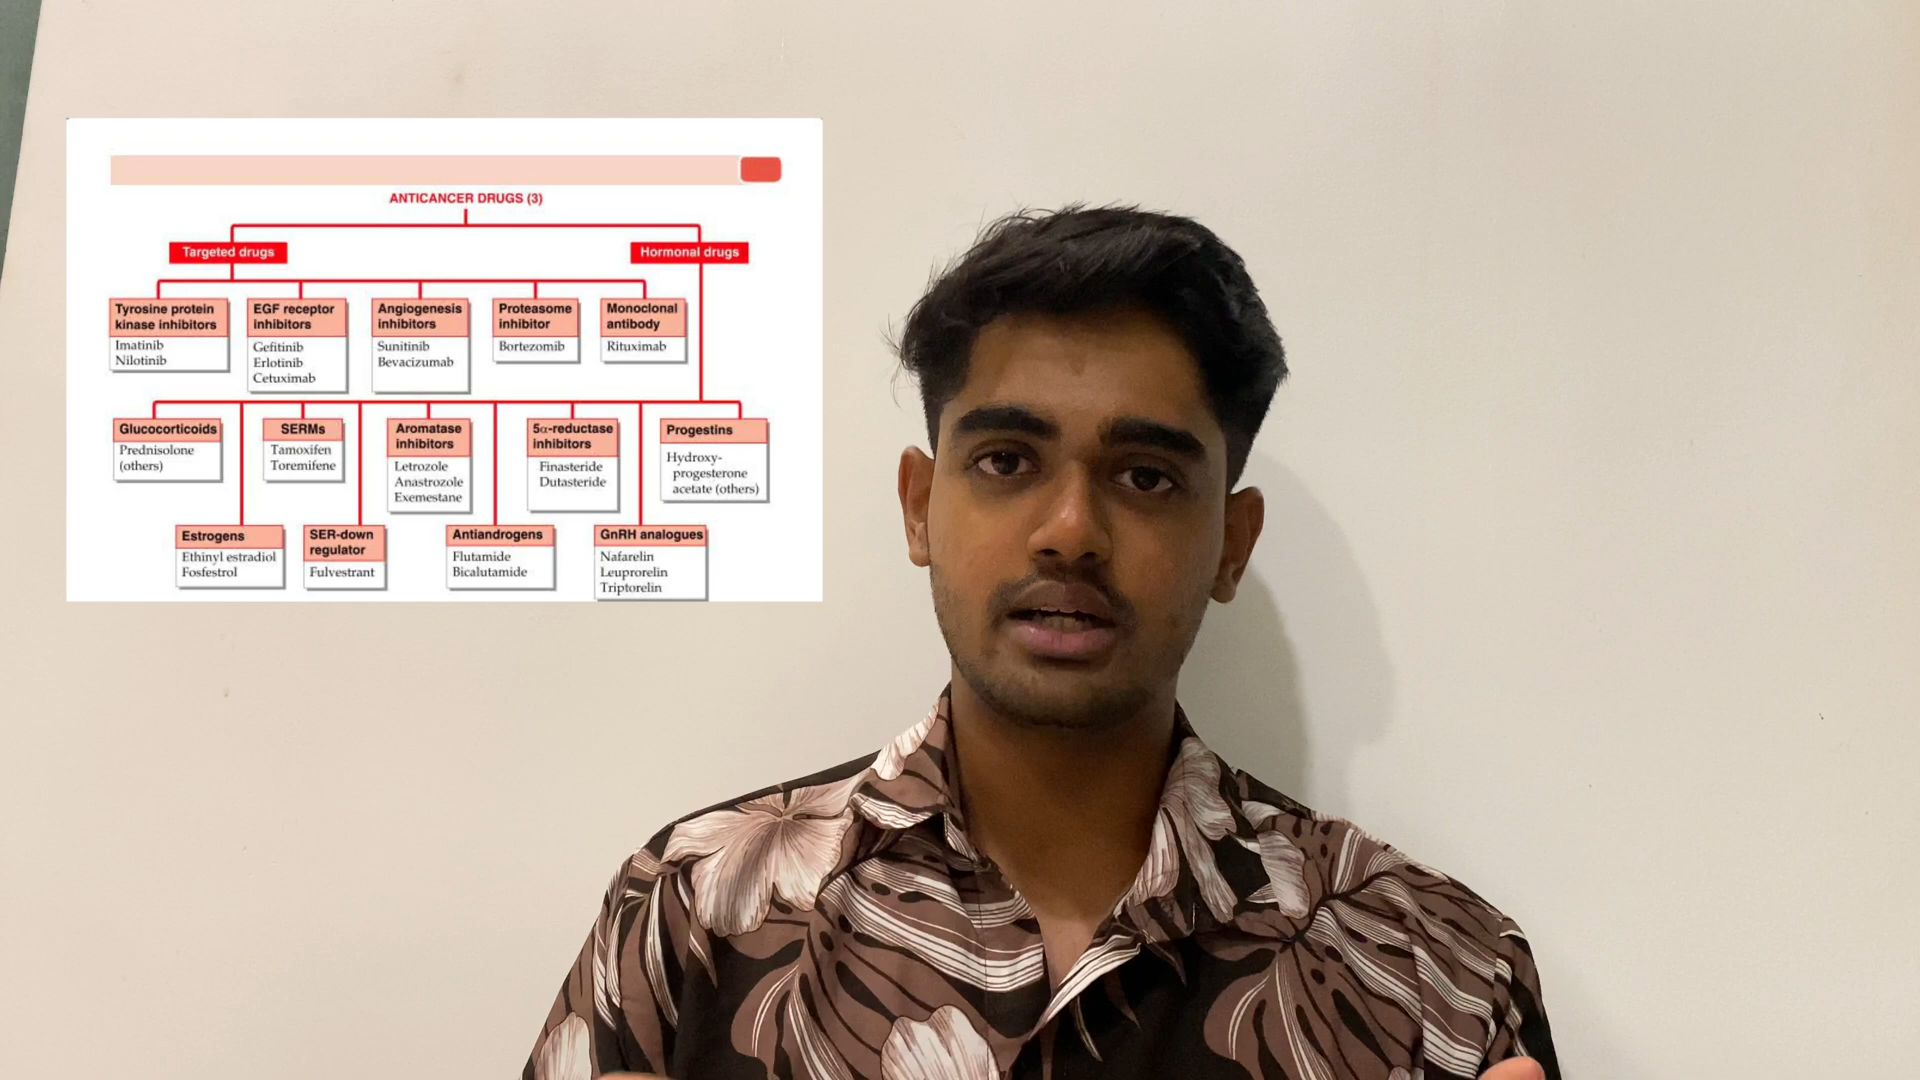 ANTICANCER DRUGS (3)
Targeted drugs
Hormonal drugs
Tyrosine protein
kinase inhibitors
Imatinib
Nilotinib
EGF receptor
inhibitors
Gefitinib
Erlotinib
Cetuximab
Angiogenesis
inhibitors
Sunitinib
Bevacizumab
Proteasome
inhibitor
Bortezomib
Monoclonal
antibody
Rituximab
Glucocorticoids
Prednisolone
(others)
SERMs
Tamoxifen
Toremifene
Aromatase
inhibitors
Letrozole
Anastrozole
Exemestane
5α-reductase
inhibitors
Finasteride
Dutasteride
Progestins
Hydroxy-
progesterone
acetate (others)
Estrogens
Ethinyl estradiol
Fosfestrol
SER-down
regulator
Fulvestrant
Antiandrogens
Flutamide
Bicalutamide
GnRH analogues
Nafarelin
Leuprorelin
Triptorelin